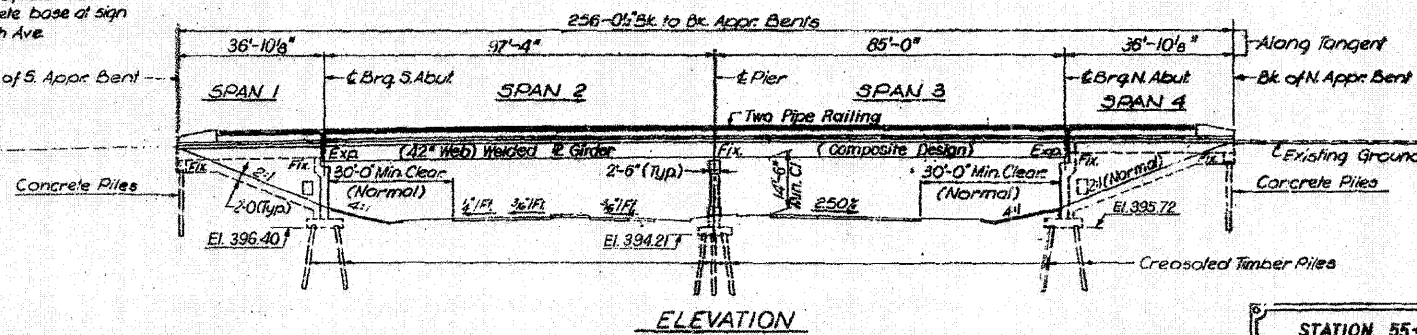 ete base at sign
h Ave
256'-0½" Bk. to Bk. Appr. Bents
36'-10⅛"
97'-4"
85'-0"
36'-10⅛"
Along Tangent
of S. Appr. Bent
℄ Brg. S. Abut.
℄ Pier
℄ Brg. N. Abut
Bk. of N. Appr. Bent
SPAN 1
SPAN 2
SPAN 3
SPAN 4
Two Pipe Railing
Fix.
Fix.
Exp.
(42" Web) Welded ℄ Girder
Fix.
(Composite Design)
Exp.
Fix.
Fix.
Existing Ground
Concrete Piles
2:1
2'-0 (Typ.)
30'-0" Min. Clear
(Normal)
4:1
2'-6" (Typ.)
14'-6"
Min. Cl.
30'-0" Min. Clear
(Normal)
4:1
2:1 (Normal)
Concrete Piles
¼"/Ft.
3/16"/Ft.
3/16"/Ft.
El. 396.40
El. 394.21
El. 395.72
Creosoted Timber Piles
ELEVATION
STATION 55